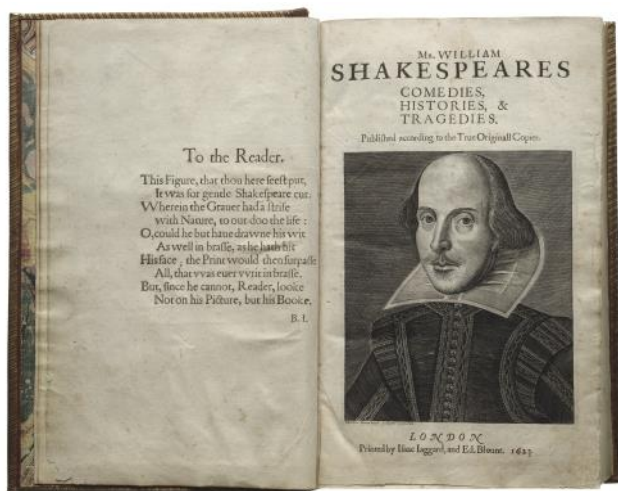 To the Reader.
This Figure, that thou here seest put,
It was for gentle Shakespeare cut,
Wherein the Grauer had a strife
with Nature, to out-doo the life :
O, could he but haue drawne his wit
As well in brasse, as he hath hit
His face ; the Print would then surpasse
All, that vvas euer vvrit in brasse.
But, since he cannot, Reader, looke
Not on his Picture, but his Booke.
B. I.
Mr. WILLIAM
SHAKESPEARES
COMEDIES,
HISTORIES, &
TRAGEDIES.
Published according to the True Originall Copies.
LONDON
Printed by Isaac Iaggard, and Ed. Blount. 1623